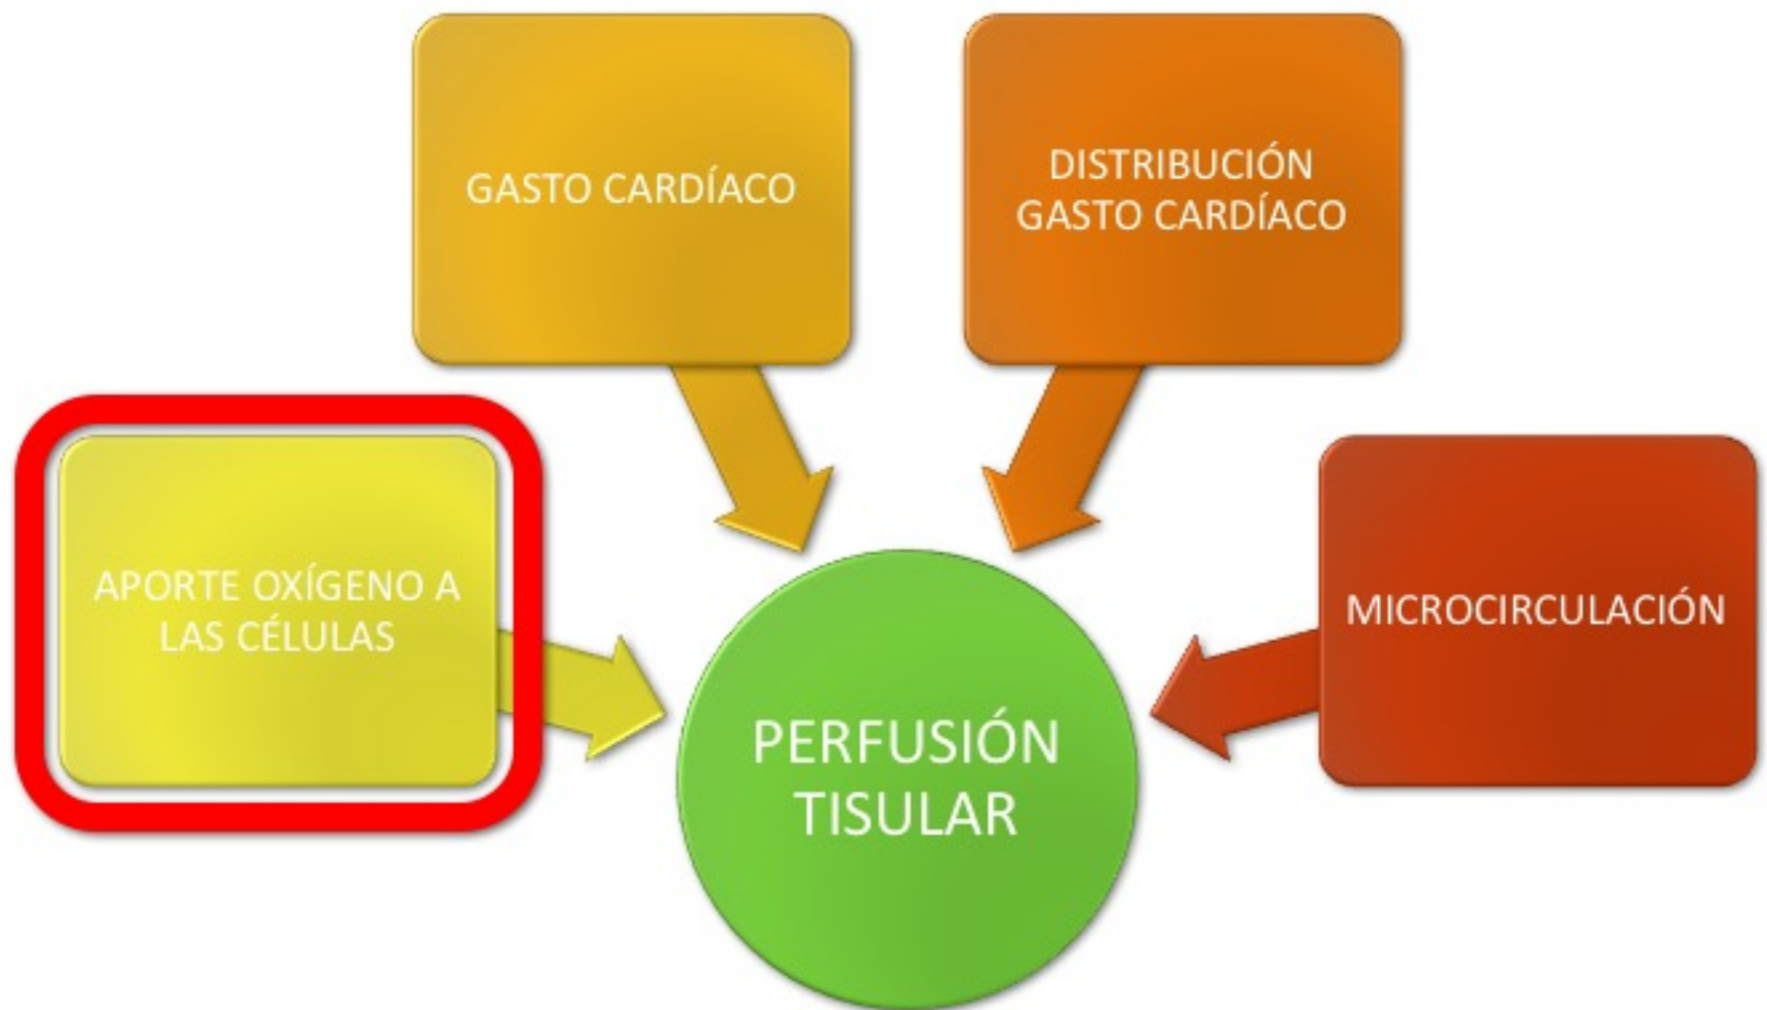 GASTO CARDÍACO
DISTRIBUCIÓN
GASTO CARDÍACO
APORTE OXÍGENO A
LAS CÉLULAS
MICROCIRCULACIÓN
PERFUSIÓN
TISULAR